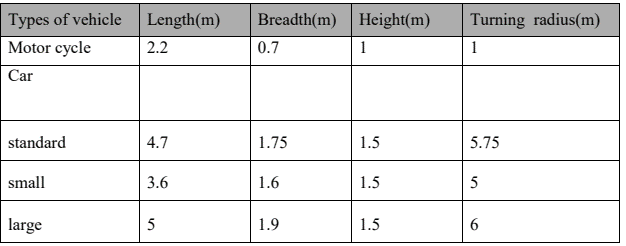 Types of vehicle Length(m) Breadth(m) Height(m) Turning radius(m)
Motor cycle 2.2 0.7 1 1
Car
standard 4.7 1.75 1.5 5.75
small 3.6 1.6 1.5 5
large 5 1.9 1.5 6